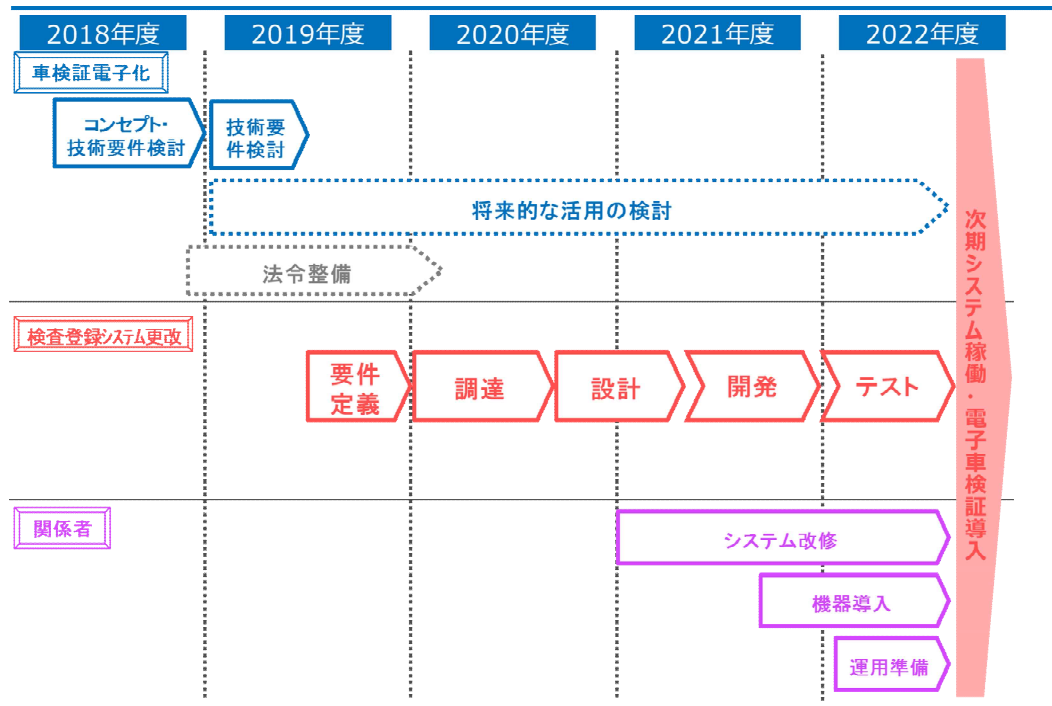 2018年度
2019年度
2020年度
2021年度
2022年度
車検証電子化
コンセプト・
技術要件検討
技術要
件検討
将来的な活用の検討
法令整備
検査登録システム更改
要件
定義
調達
設計
開発
テスト
関係者
システム改修
機器導入
運用準備
次期システム稼働・電子車検証導入